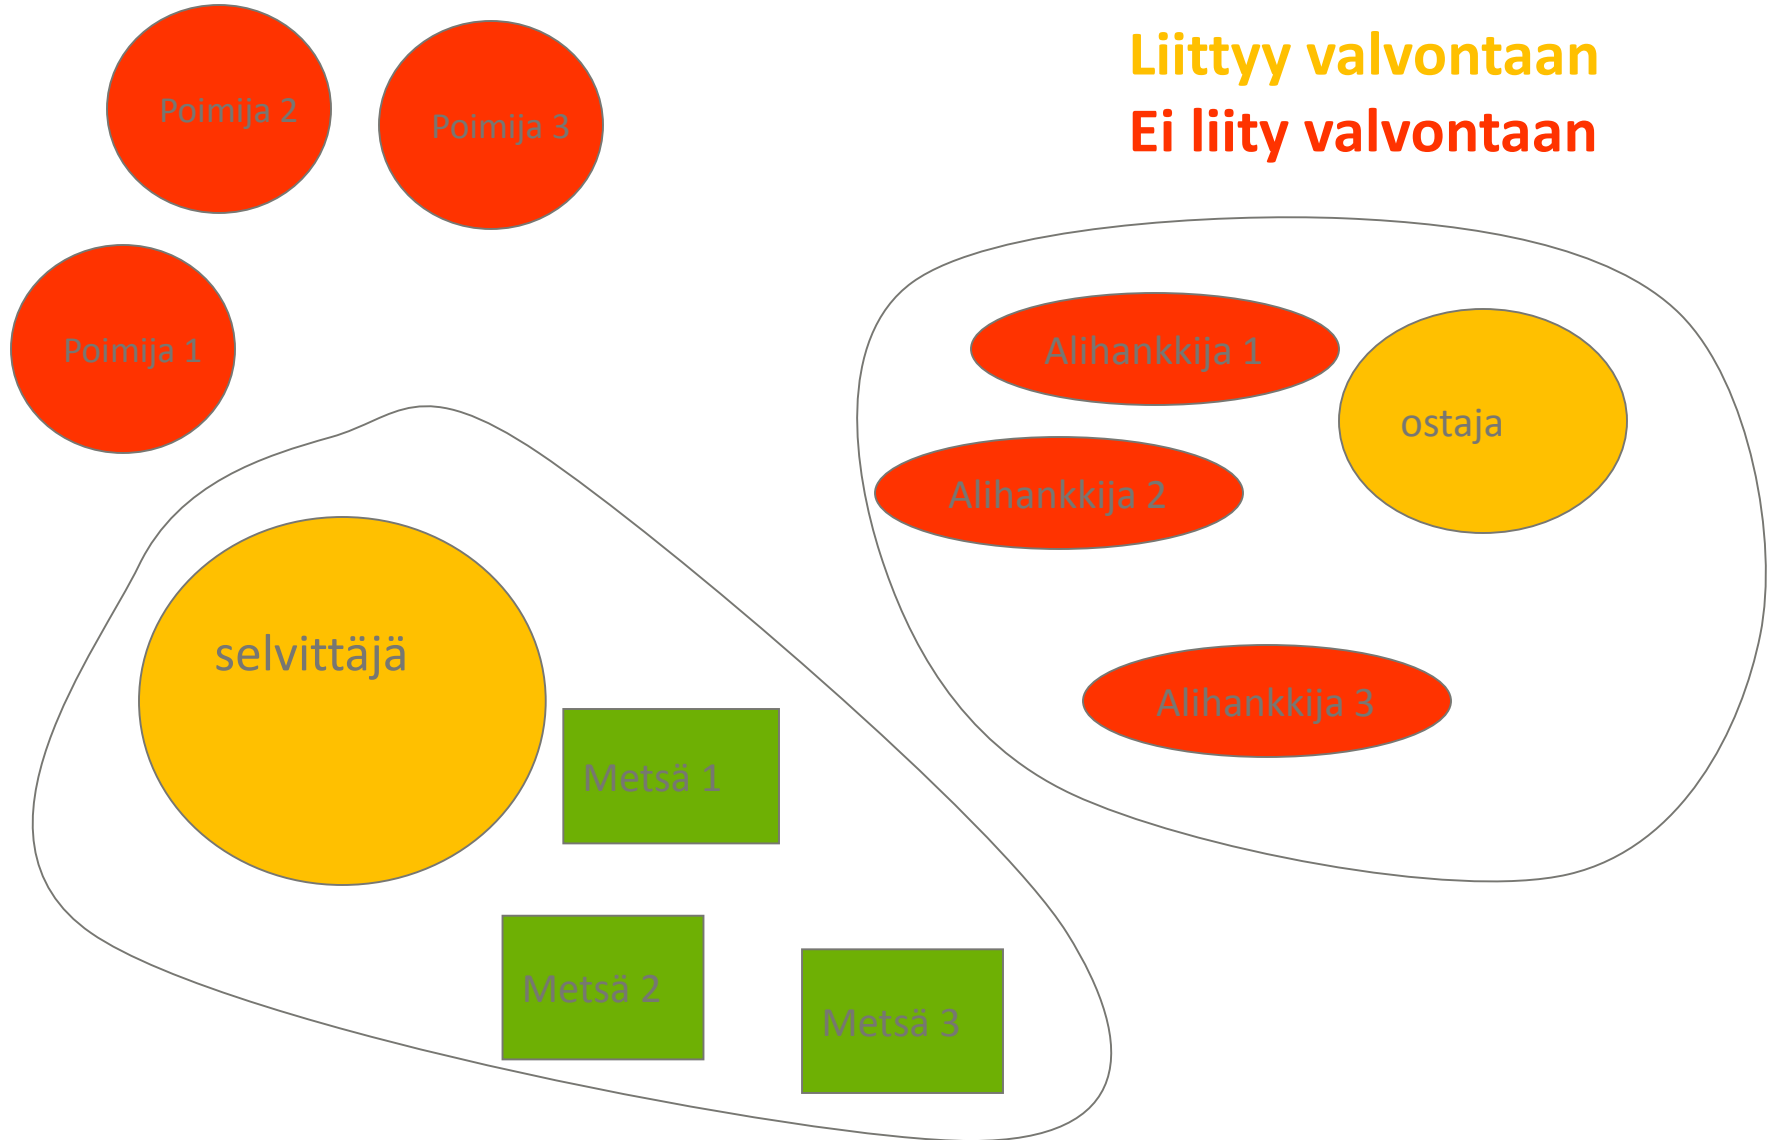 Liittyy valvontaan
Ei liity valvontaan
Poimija 2
Poimija 3
Poimija 1
Alihankkija 1
ostaja
Alihankkija 2
selvittäjä
Alihankkija 3
Metsä 1
Metsä 2
Metsä 3